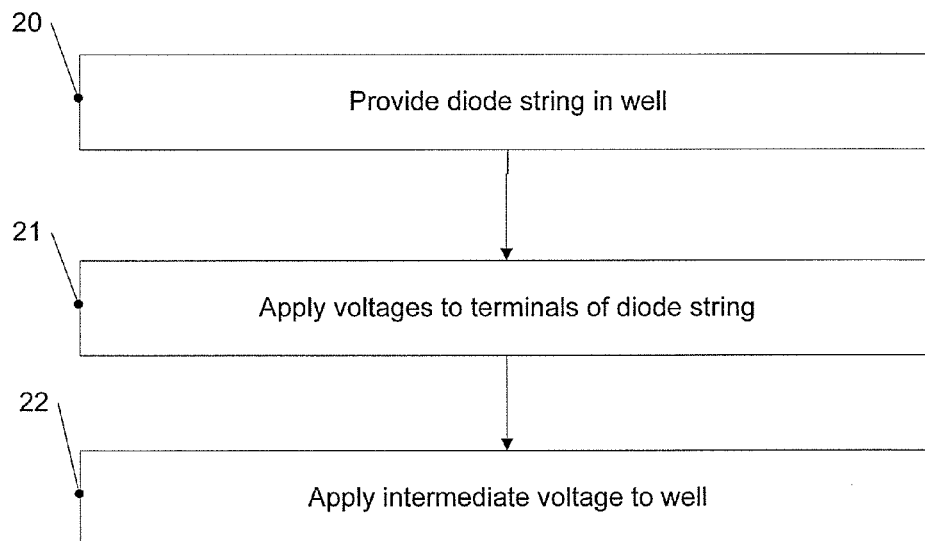 20
Provide diode string in well
21
Apply voltages to terminals of diode string
22
Apply intermediate voltage to well